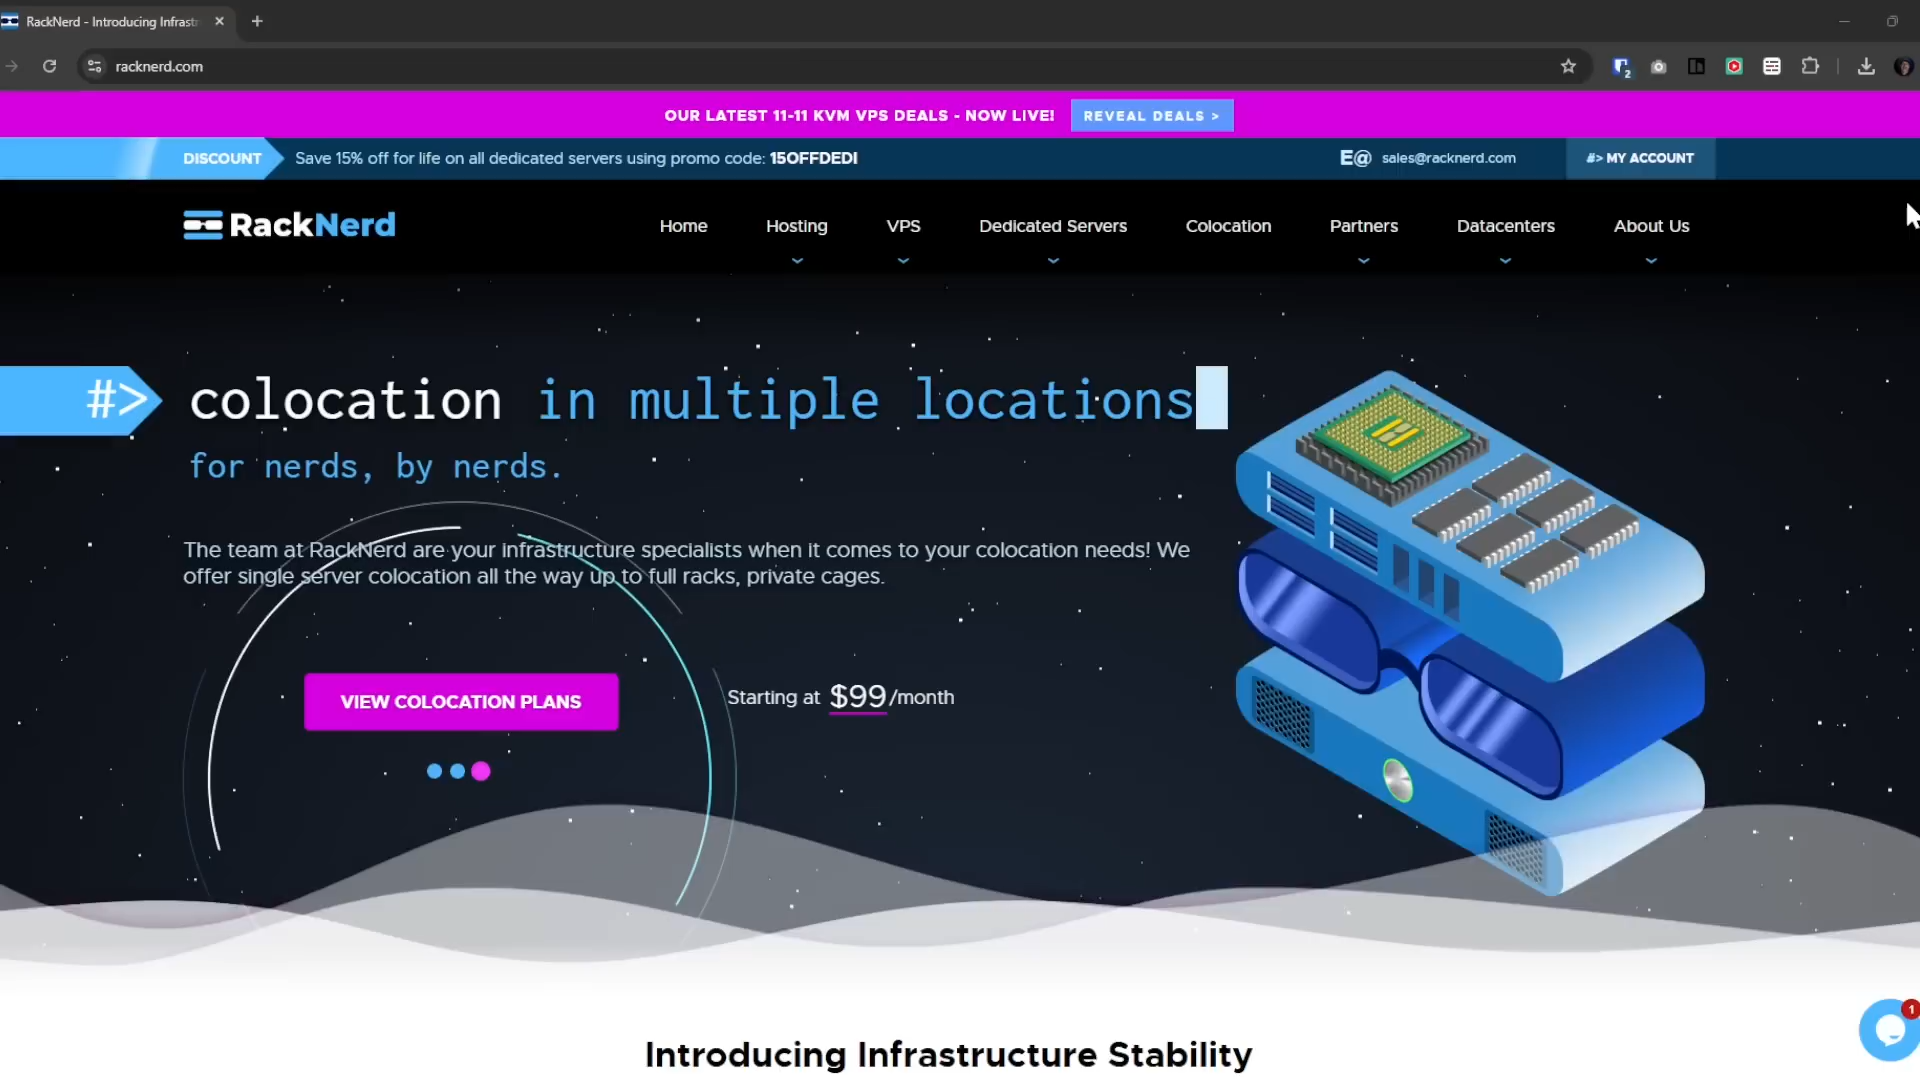 RackNerd - Introducing Infrastr
racknerd.com
2
OUR LATEST 11-11 KVM VPS DEALS - NOW LIVE! REVEAL DEALS >
DISCOUNT Save 15% off for life on all dedicated servers using promo code: 15OFFDEDI E@ sales@racknerd.com #> MY ACCOUNT
RackNerd Home Hosting VPS Dedicated Servers Colocation Partners Datacenters About Us
#> colocation in multiple locations
for nerds, by nerds.
The team at RackNerd are your infrastructure specialists when it comes to your colocation needs! We
offer single server colocation all the way up to full racks, private cages.
VIEW COLOCATION PLANS Starting at $99/month
1
Introducing Infrastructure Stability